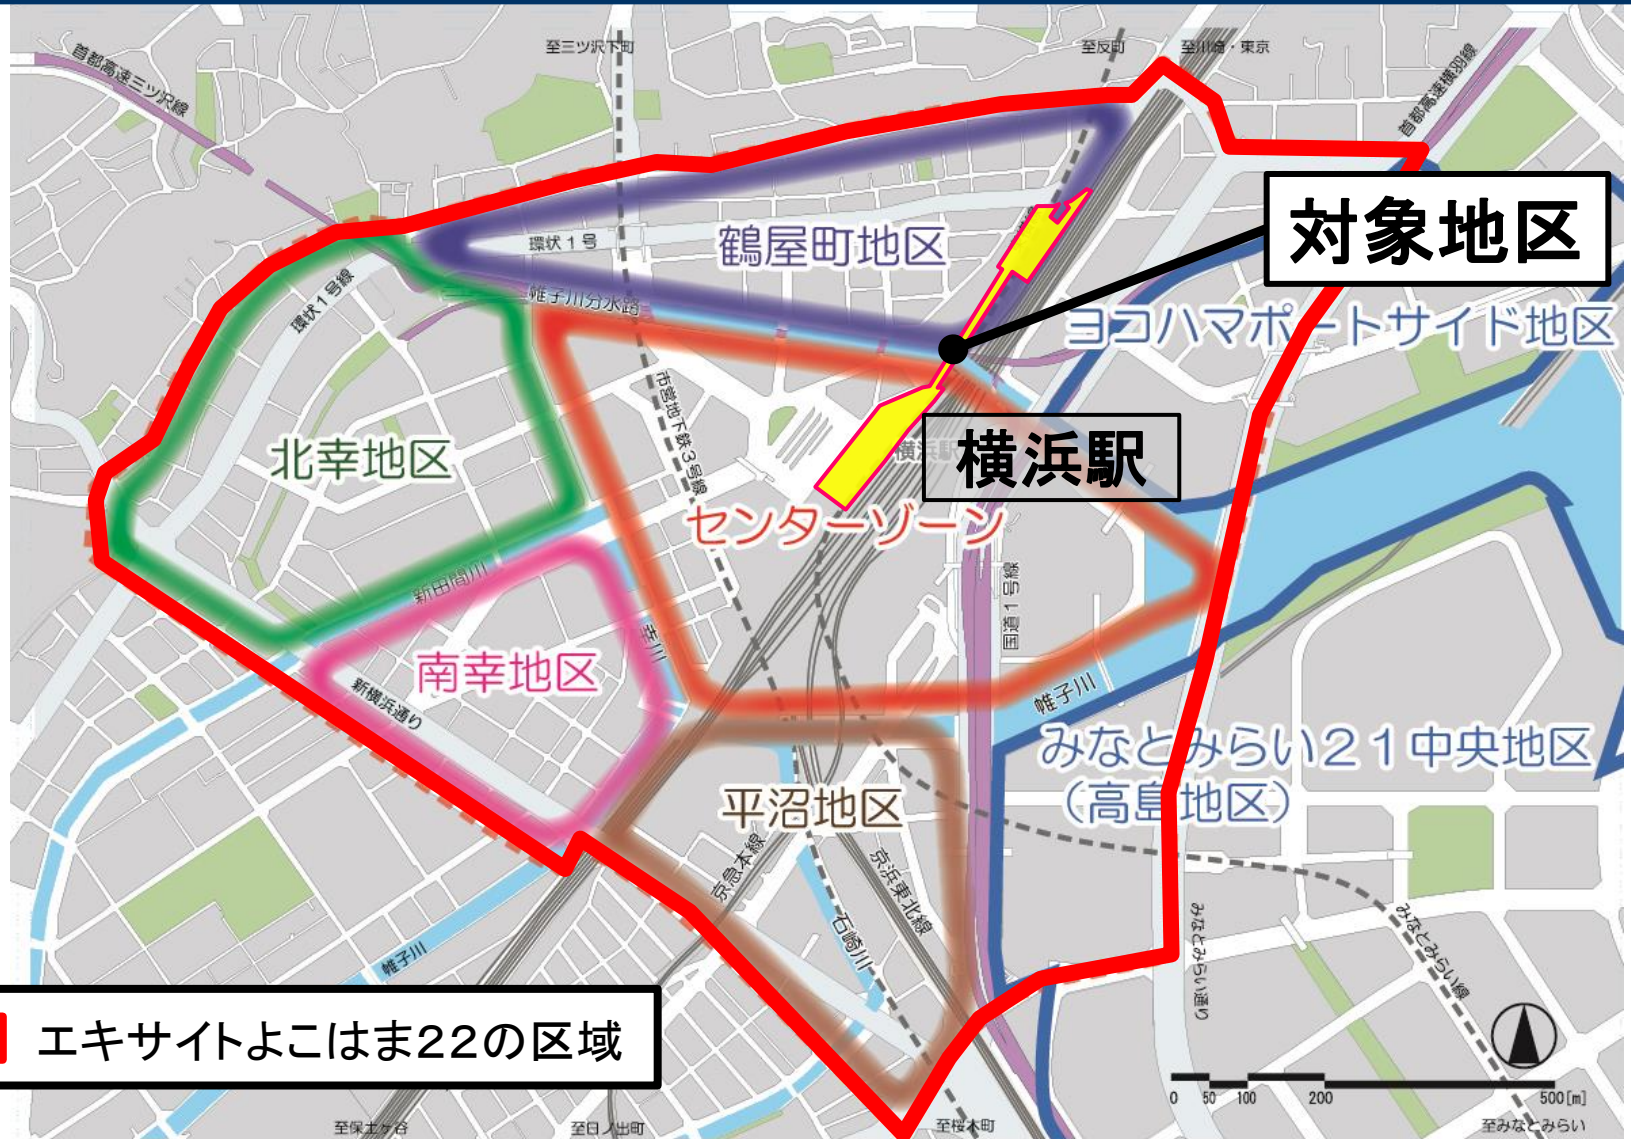 至三ツ沢下町
至反町
至川崎・東京
首都高速三ツ沢線
首都高速横羽線
対象地区
環状1号
鶴屋町地区
環状1号線
帷子川分水路
ヨコハマポートサイド地区
市営地下鉄3号線
北幸地区
横浜駅
横浜駅
センターゾーン
新田間川
国道1号線
幸川
南幸地区
新横浜通り
帷子川
みなとみらい21中央地区
(高島地区)
平沼地区
京急本線
京浜東北線
石崎川
帷子川
みなとみらい通り
みなとみらい線
エキサイトよこはま22の区域
0 50 100 200 500[m]
至保土ヶ谷
至日ノ出町
至桜木町
至みなとみらい